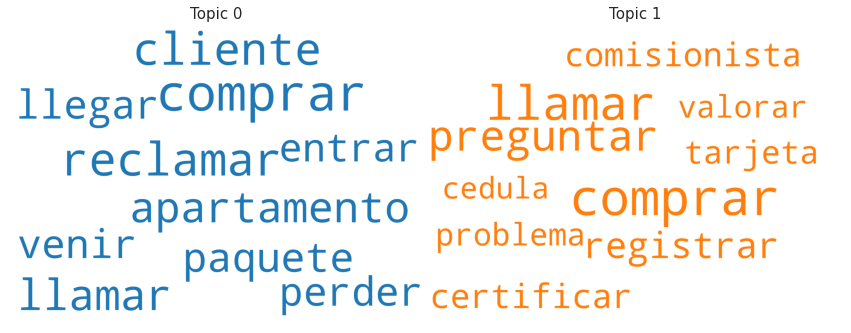 Topic 0
cliente
llegar comprar
reclamar entrar
apartamento
venir
paquete
llamar perder
Topic 1
comisionista
llamar valorar
preguntar
tarjeta
cedula comprar
problema registrar
certificar